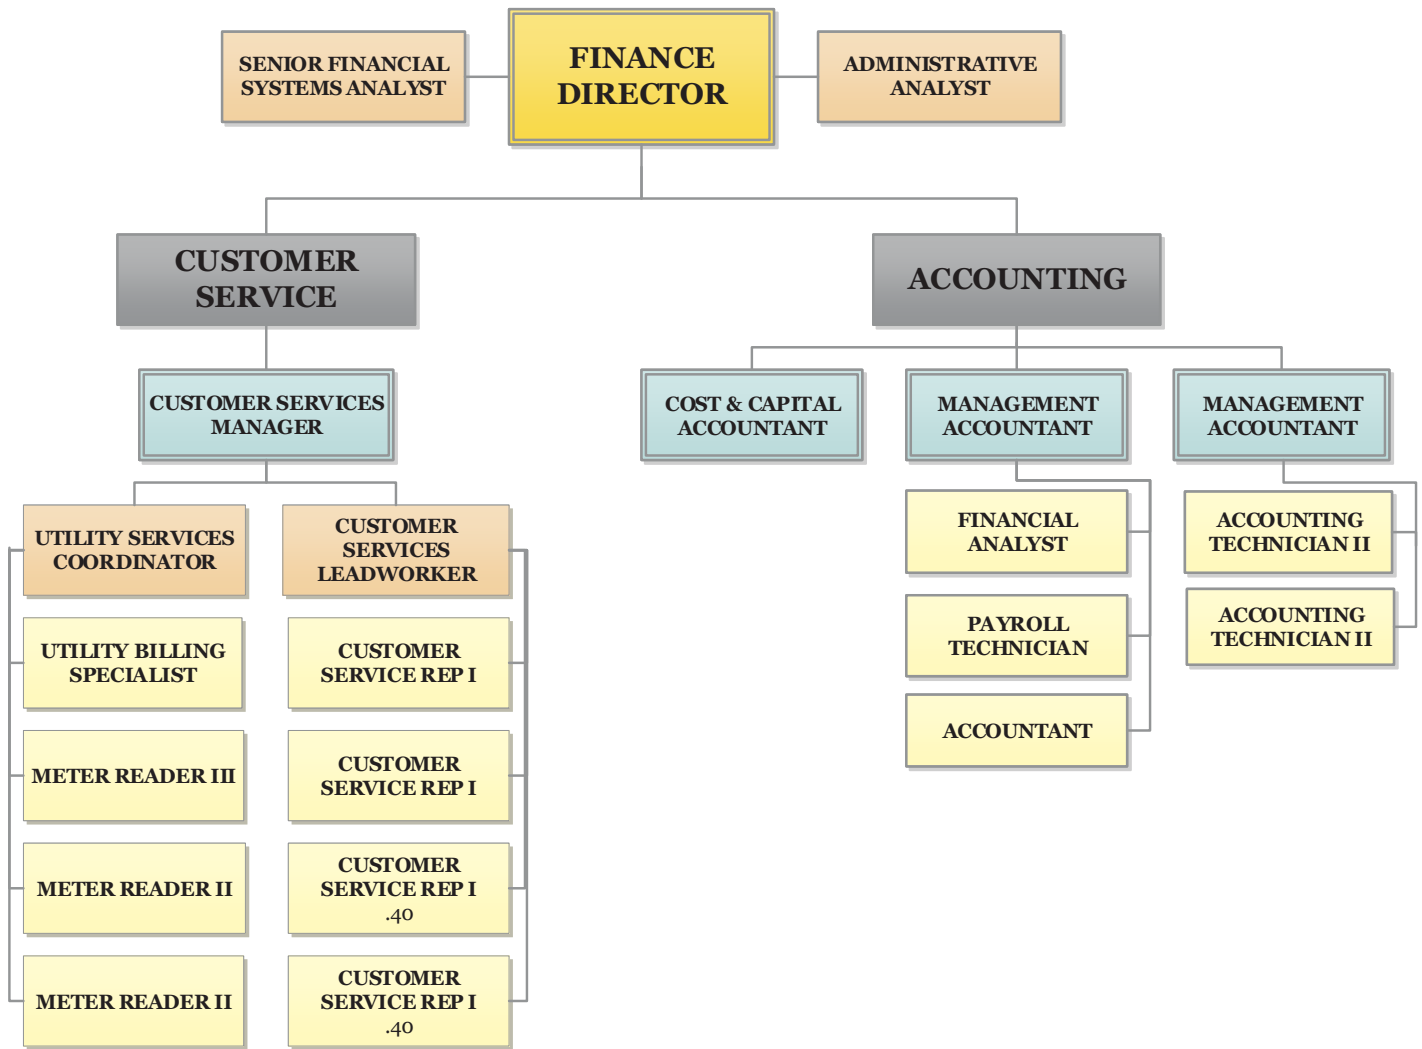 SENIOR FINANCIAL
SYSTEMS ANALYST
FINANCE
DIRECTOR
ADMINISTRATIVE
ANALYST
CUSTOMER
SERVICE
ACCOUNTING
CUSTOMER SERVICES
MANAGER
COST & CAPITAL
ACCOUNTANT
MANAGEMENT
ACCOUNTANT
MANAGEMENT
ACCOUNTANT
UTILITY SERVICES
COORDINATOR
CUSTOMER
SERVICES
LEADWORKER
FINANCIAL
ANALYST
ACCOUNTING
TECHNICIAN II
UTILITY BILLING
SPECIALIST
CUSTOMER
SERVICE REP I
PAYROLL
TECHNICIAN
ACCOUNTING
TECHNICIAN II
METER READER III
CUSTOMER
SERVICE REP I
ACCOUNTANT
METER READER II
CUSTOMER
SERVICE REP I
.40
METER READER II
CUSTOMER
SERVICE REP I
.40